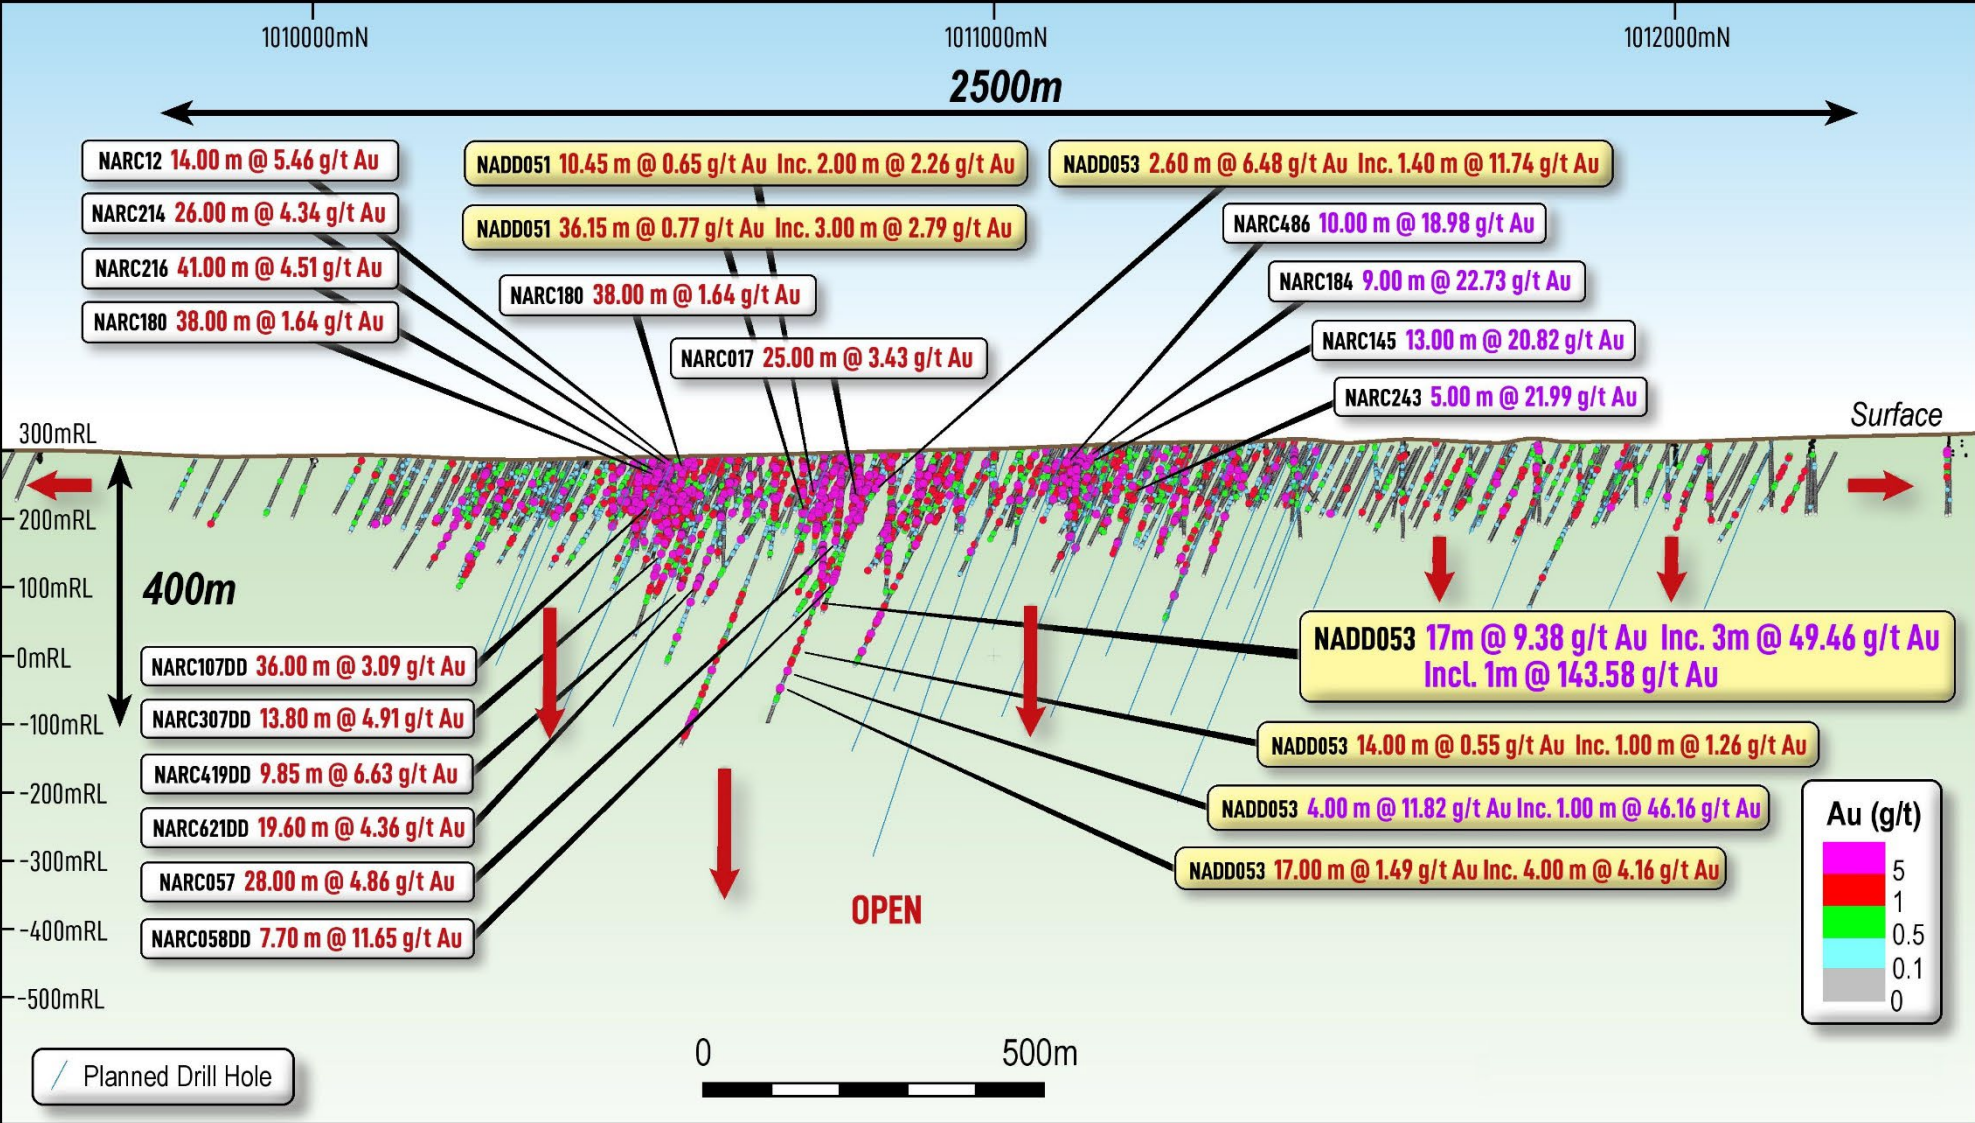 1010000mN
1011000mN
1012000mN
2500m
NARC12 14.00 m @ 5.46 g/t Au
NARC214 26.00 m @ 4.34 g/t Au
NARC216 41.00 m @ 4.51 g/t Au
NARC180 38.00 m @ 1.64 g/t Au
NADD051 10.45 m @ 0.65 g/t Au Inc. 2.00 m @ 2.26 g/t Au
NADD051 36.15 m @ 0.77 g/t Au Inc. 3.00 m @ 2.79 g/t Au
NARC180 38.00 m @ 1.64 g/t Au
NARC017 25.00 m @ 3.43 g/t Au
NADD053 2.60 m @ 6.48 g/t Au Inc. 1.40 m @ 11.74 g/t Au
NARC486 10.00 m @ 18.98 g/t Au
NARC184 9.00 m @ 22.73 g/t Au
NARC145 13.00 m @ 20.82 g/t Au
NARC243 5.00 m @ 21.99 g/t Au
Surface
300mRL
200mRL
100mRL
0mRL
-100mRL
-200mRL
-300mRL
-400mRL
-500mRL
400m
NARC107DD 36.00 m @ 3.09 g/t Au
NARC307DD 13.80 m @ 4.91 g/t Au
NARC419DD 9.85 m @ 6.63 g/t Au
NARC621DD 19.60 m @ 4.36 g/t Au
NARC057 28.00 m @ 4.86 g/t Au
NARC058DD 7.70 m @ 11.65 g/t Au
NADD053 17m @ 9.38 g/t Au Inc. 3m @ 49.46 g/t Au
Incl. 1m @ 143.58 g/t Au
NADD053 14.00 m @ 0.55 g/t Au Inc. 1.00 m @ 1.26 g/t Au
NADD053 4.00 m @ 11.82 g/t Au Inc. 1.00 m @ 46.16 g/t Au
NADD053 17.00 m @ 1.49 g/t Au Inc. 4.00 m @ 4.16 g/t Au
OPEN
Au (g/t)
5
1
0.5
0.1
0
0 500m
Planned Drill Hole